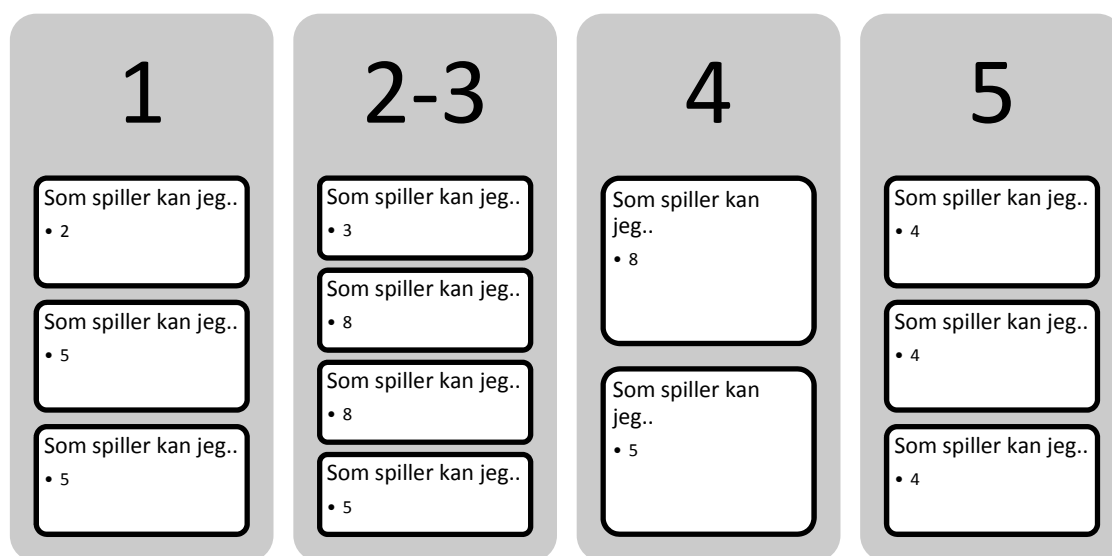 1
Som spiller kan jeg..
• 2
Som spiller kan jeg..
• 5
Som spiller kan jeg..
• 5
2-3
Som spiller kan jeg..
• 3
Som spiller kan jeg..
• 8
Som spiller kan jeg..
• 8
Som spiller kan jeg..
• 5
4
Som spiller kan
jeg..
• 8
Som spiller kan
jeg..
• 5
5
Som spiller kan jeg..
• 4
Som spiller kan jeg..
• 4
Som spiller kan jeg..
• 4